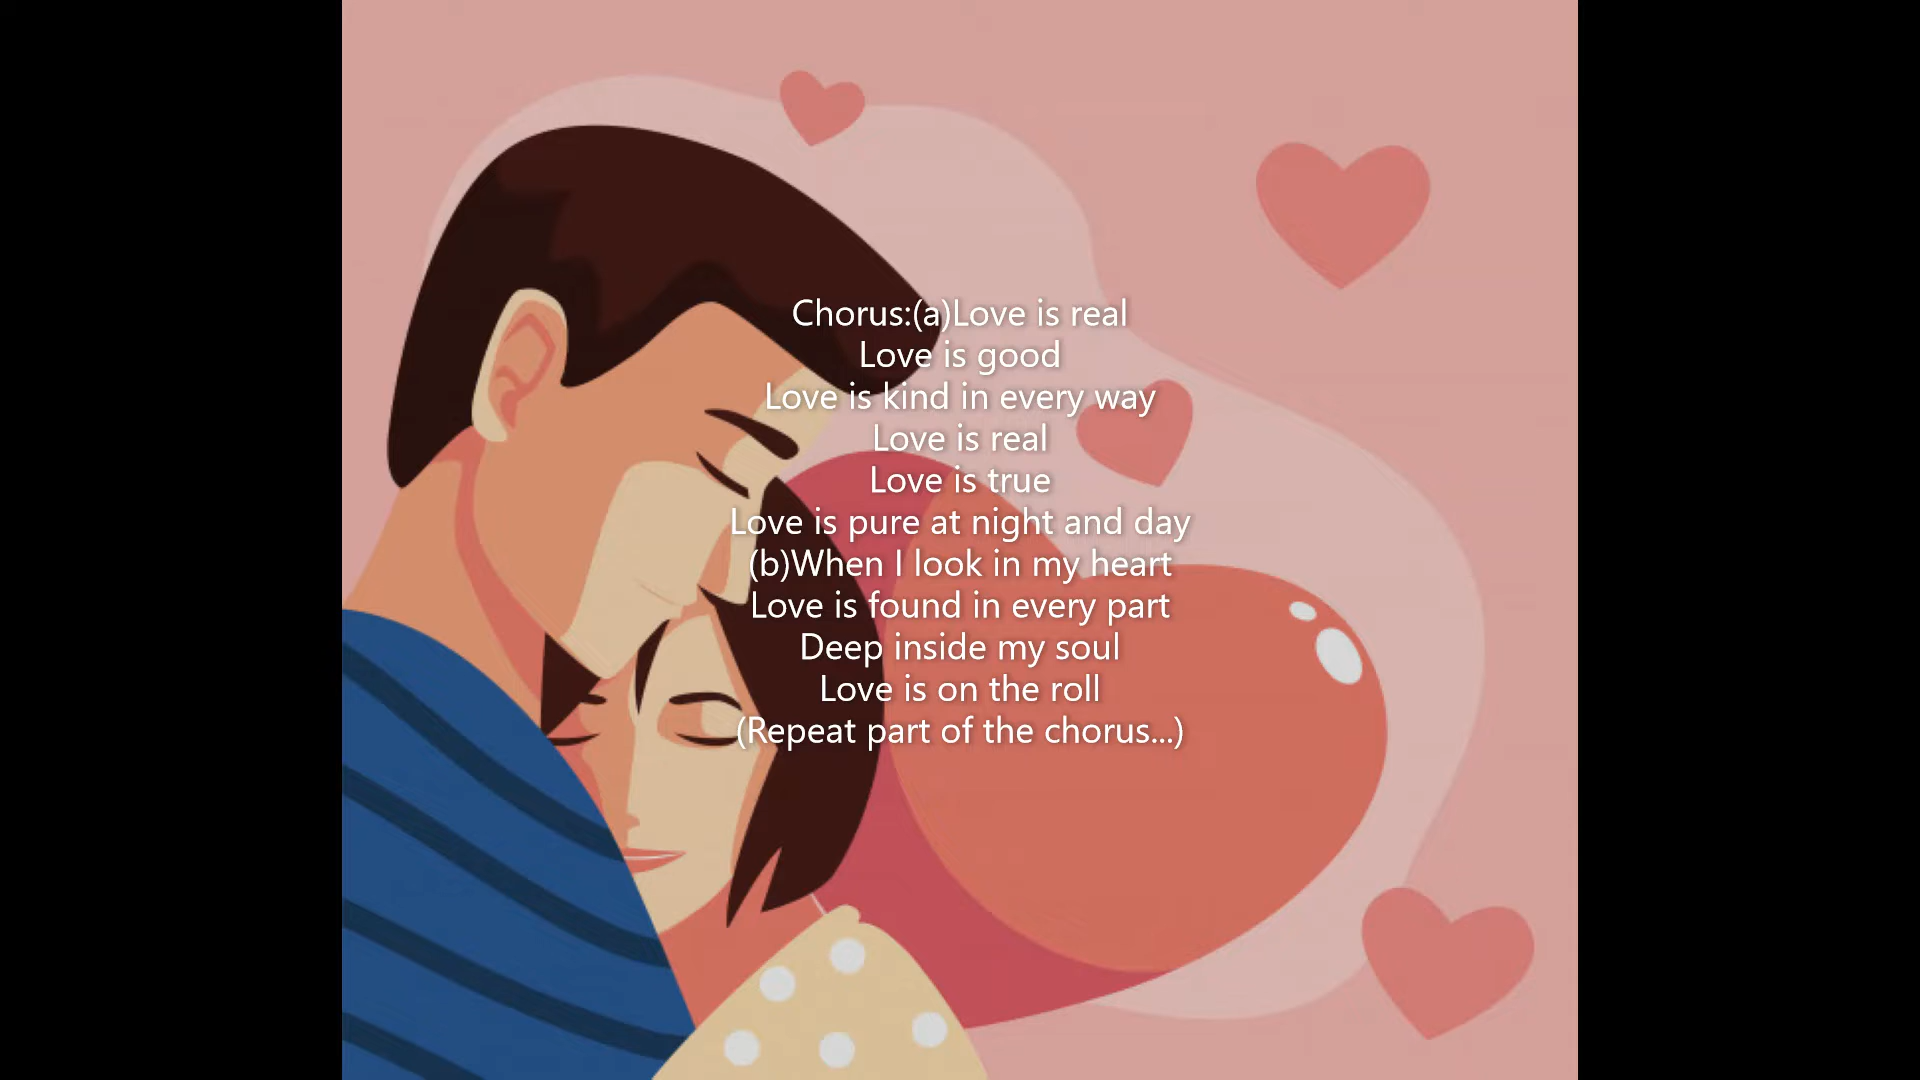 Chorus:(a)Love is real
Love is good
Love is kind in every way
Love is real
Love is true
Love is pure at night and day
(b)When I look in my heart
Love is found in every part
Deep inside my soul
Love is on the roll
(Repeat part of the chorus...)